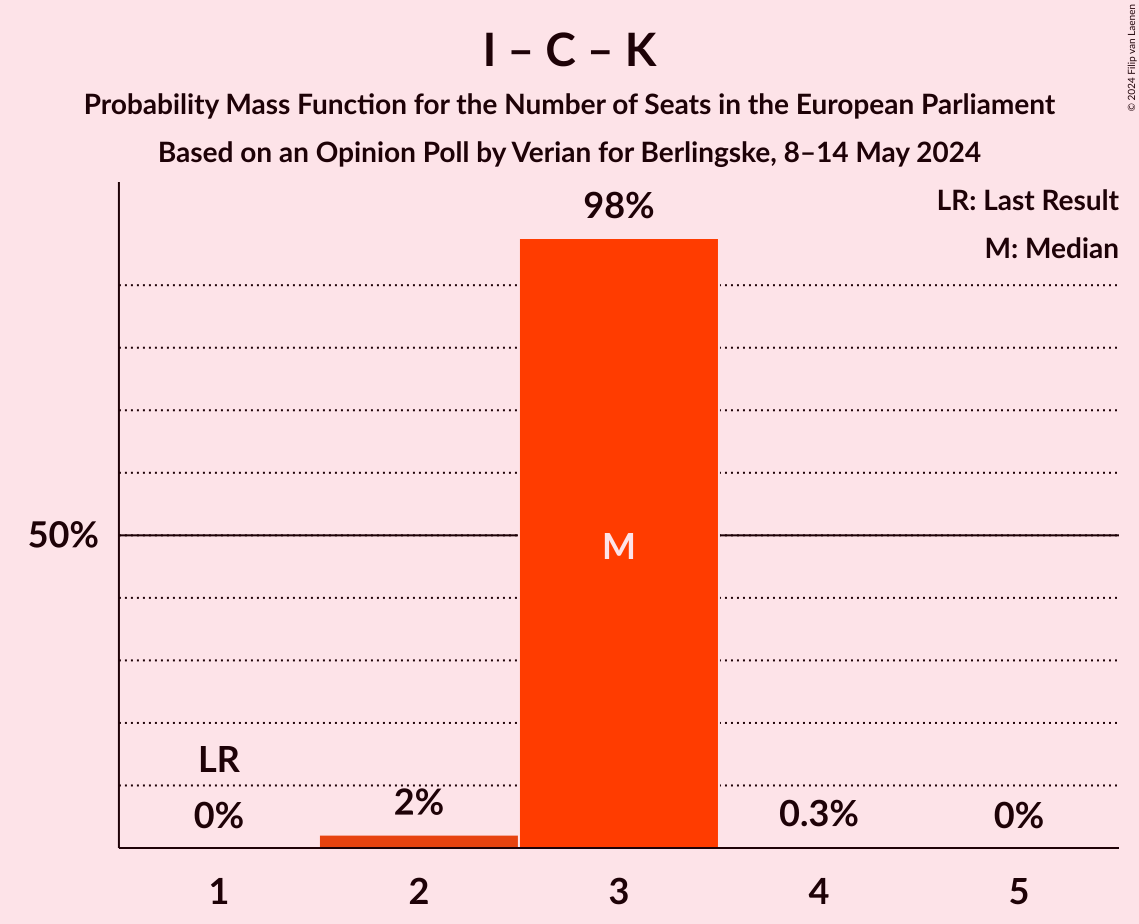 I – C – K
Probability Mass Function for the Number of Seats in the European Parliament
Based on an Opinion Poll by Verian for Berlingske, 8–14 May 2024
© 2024 Filip van Laenen
LR: Last Result
M: Median
98%
50%
M
LR
0%
2%
0.3%
0%
1 2 3 4 5